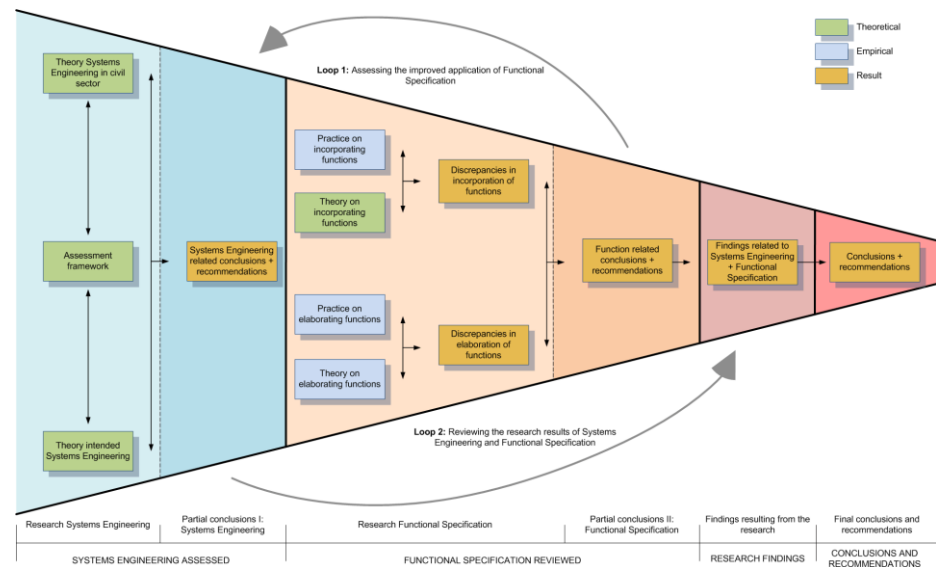 Theoretical
Empirical
Result
Loop 1: Assessing the improved application of Functional
Specification
Theory Systems
Engineering in civil
sector
Assessment
framework
Theory intended
Systems Engineering
Systems Engineering
related conclusions +
recommendations
Practice on
incorporating
functions
Theory on
incorporating
functions
Discrepancies in
incorporation of
functions
Practice on
elaborating functions
Theory on
elaborating functions
Discrepancies in
elaboration of
functions
Function related
conclusions +
recommendations
Findings related to
Systems Engineering
+ Functional
Specification
Conclusions +
recommendations
Loop 2: Reviewing the research results of Systems
Engineering and Functional Specification
Research Systems Engineering
Partial conclusions I:
Systems Engineering
Research Functional Specification
Partial conclusions II:
Functional Specification
Findings resulting from the
research
Final conclusions and
recommendations
SYSTEMS ENGINEERING ASSESSED
FUNCTIONAL SPECIFICATION REVIEWED
RESEARCH FINDINGS
CONCLUSIONS AND
RECOMMENDATIONS